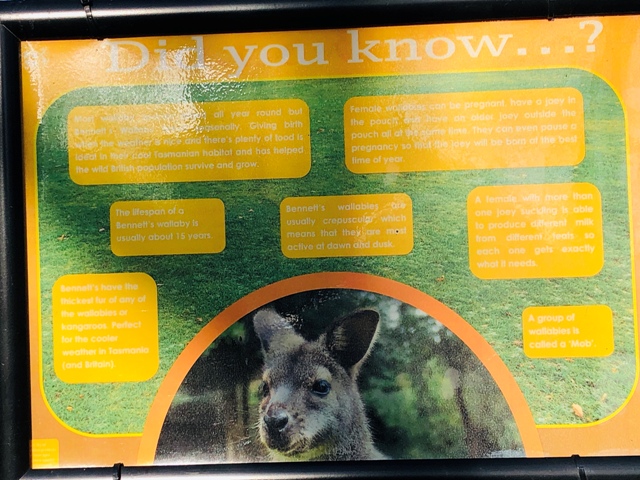 Did you know...?
Most all year round but
Bennett's seasonally. Giving birth
when the weather is nice and there's plenty of food is
ideal in their cool Tasmanian habitat and has helped
the wild British population survive and grow.
Female wallabies can be pregnant, have a joey in
the pouch and have an older joey outside the
pouch all at the same time. They can even pause a
pregnancy so that the joey will be born at the best
time of year.
The lifespan of a
Bennett's wallaby is
usually about 15 years.
Bennett's wallabies are
usually crepuscular which
means that they are most
active at dawn and dusk.
A female with more than
one joey suckling is able
to produce different milk
from different teats so
each one gets exactly
what it needs.
Bennett's have the
thickest fur of any of
the wallabies or
kangaroos. Perfect
for the cooler
weather in Tasmania
(and Britain).
A group of
wallabies is
called a 'Mob'.